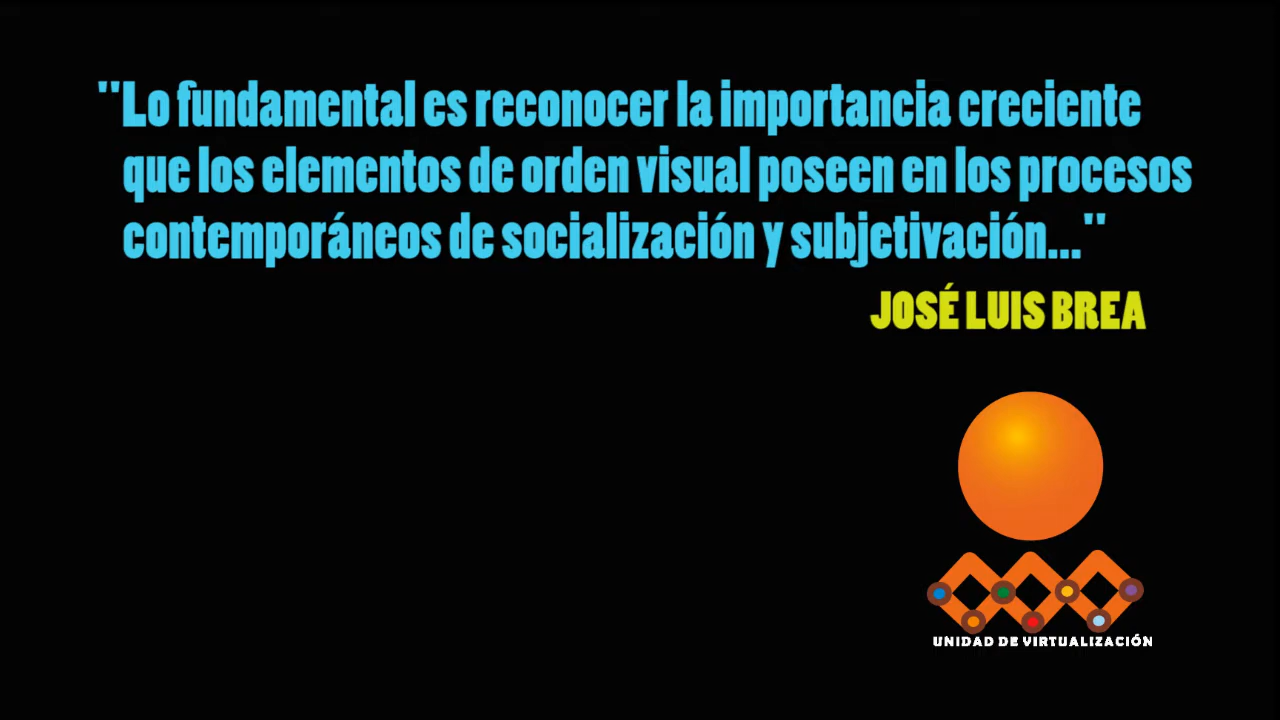 "Lo fundamental es reconocer la importancia creciente
que los elementos de orden visual poseen en los procesos
contemporáneos de socialización y subjetivación..."
JOSÉ LUIS BREA
UNIDAD DE VIRTUALIZACIÓN